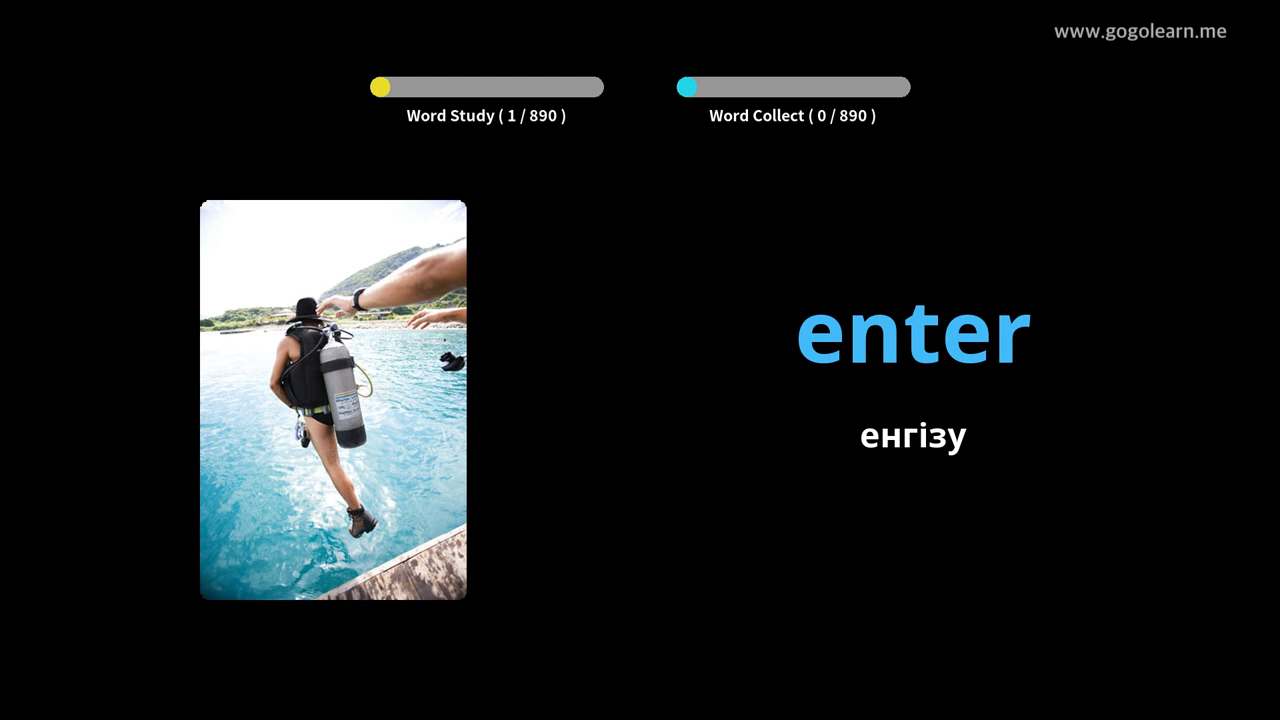 www.gogolearn.me
Word Study ( 1 / 890 )
Word Collect ( 0 / 890 )
enter
енгізу